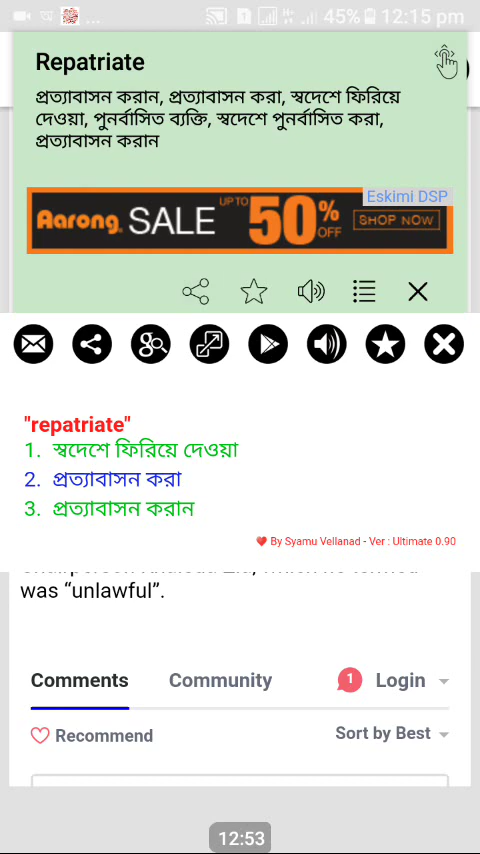 অ ... 45% 12:15 pm
Repatriate
প্রত্যাবাসন করান, প্রত্যাবাসন করা, স্বদেশে ফিরিয়ে
দেওয়া, পুনর্বাসিত ব্যক্তি, স্বদেশে পুনর্বাসিত করা,
প্রত্যাবাসন করান
Eskimi DSP
Aarong SALE UP TO 50% OFF SHOP NOW
"repatriate"
1. স্বদেশে ফিরিয়ে দেওয়া
2. প্রত্যাবাসন করা
3. প্রত্যাবাসন করান
By Syamu Vellanad - Ver : Ultimate 0.90
was “unlawful”.
Comments Community 1 Login
Recommend Sort by Best
12:53